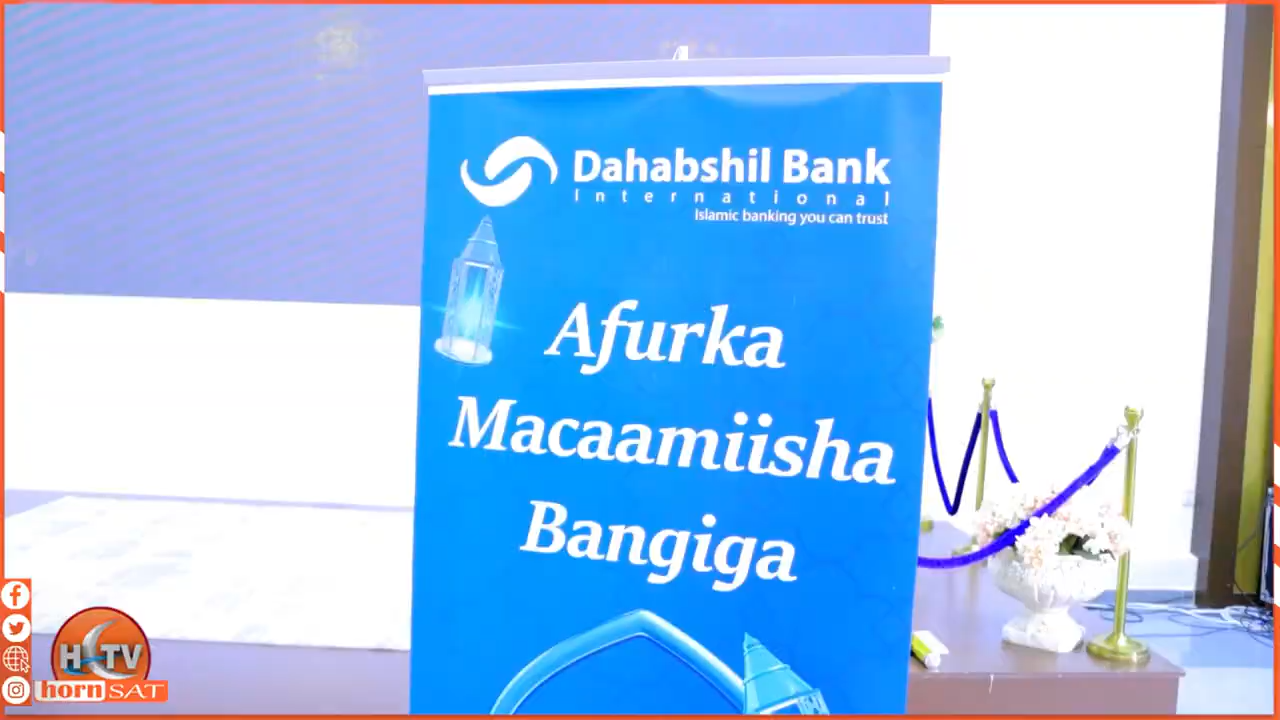 Dahabshil Bank
International
Islamic banking you can trust
Afurka
Macaamiisha
Bangiga
HCTV
horn SAT